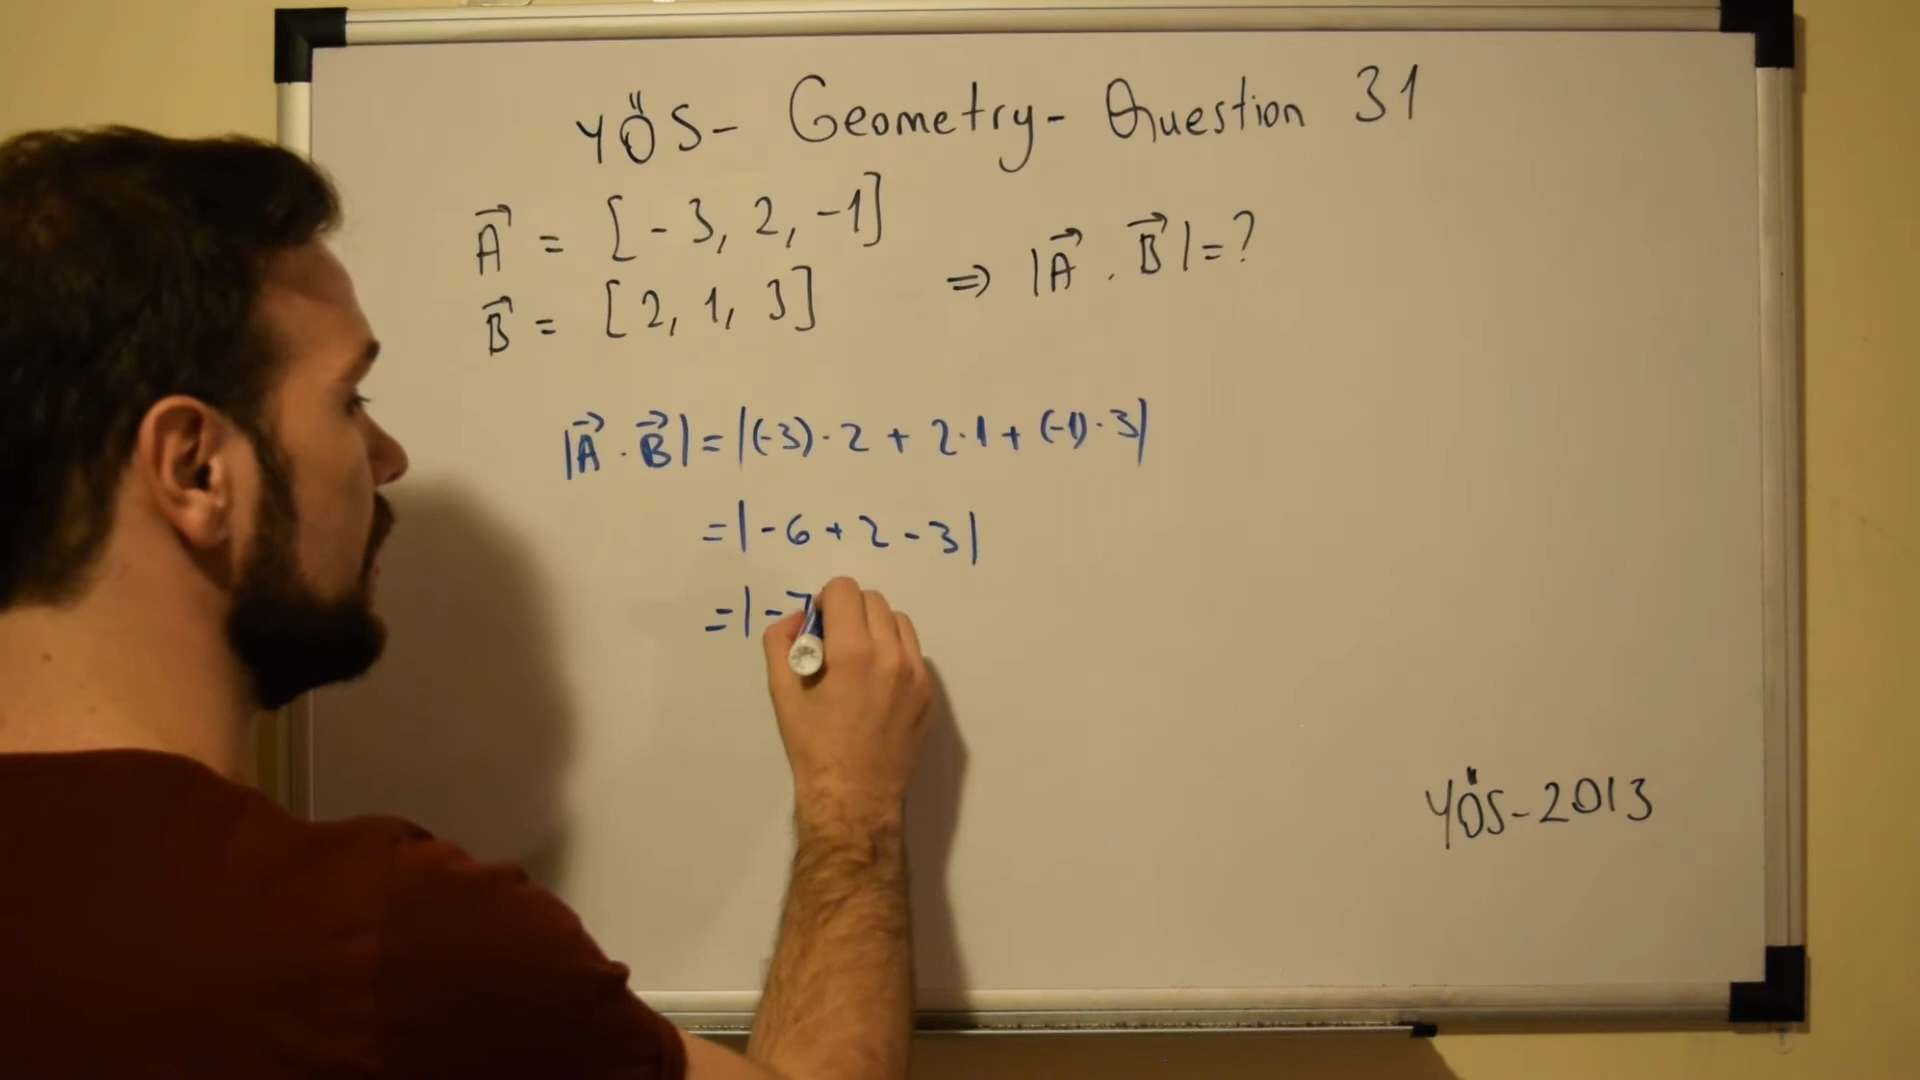 YÖS- Geometry- Question 31
A⃗ = [-3, 2, -1]
B⃗ = [2, 1, 3]
⇒ |A⃗ . B⃗| = ?
|A⃗ . B⃗| = |(-3)·2 + 2·1 + (-1)·3|
= |-6 + 2 - 3|
= |-7
YÖS-2013